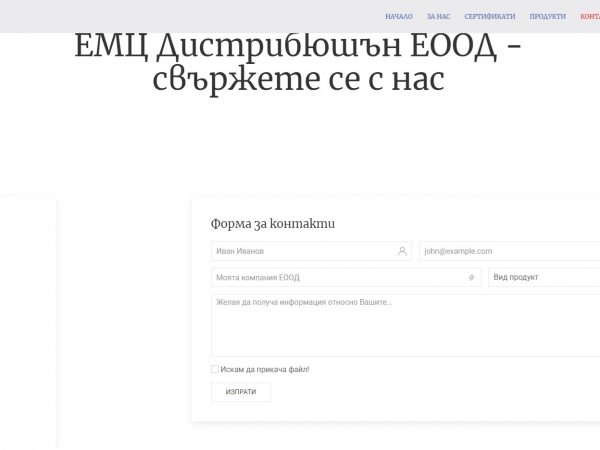 НАЧАЛО ЗА НАС СЕРТИФИКАТИ ПРОДУКТИ
ЕМЦ Дистрибюшън ЕООД -
свържете се с нас
Форма за контакти
Иван Иванов john@example.com
Моята компания ЕООД # Вид продукт
Желая да получа информация относно Вашите...
Искам да прикача файл!
ИЗПРАТИ